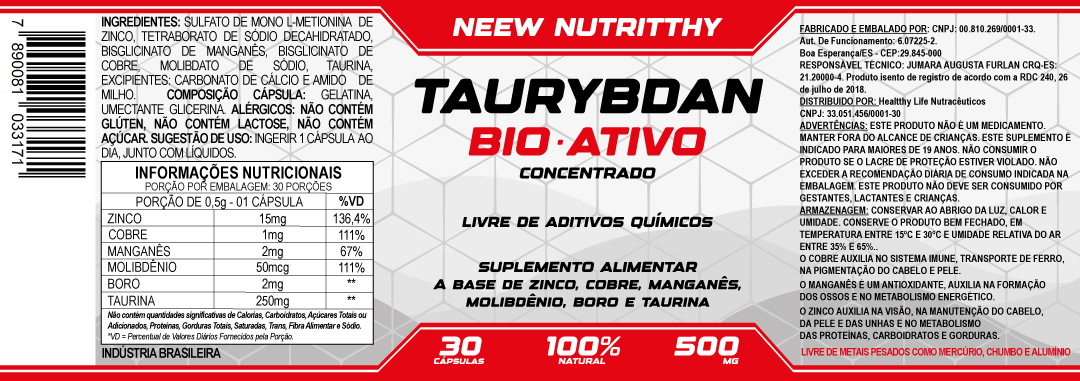 7 890081 033171
INGREDIENTES: SULFATO DE MONO L-METIONINA DE
ZINCO, TETRABORATO DE SÓDIO DECAHIDRATADO,
BISGLICINATO DE MANGANÊS, BISGLICINATO DE
COBRE, MOLIBDATO DE SÓDIO, TAURINA,
EXCIPIENTES: CARBONATO DE CÁLCIO E AMIDO DE
MILHO. COMPOSIÇÃO CÁPSULA: GELATINA,
UMECTANTE GLICERINA. ALÉRGICOS: NÃO CONTÉM
GLÚTEN, NÃO CONTÉM LACTOSE, NÃO CONTÉM
AÇÚCAR. SUGESTÃO DE USO: INGERIR 1 CÁPSULA AO
DIA, JUNTO COM LÍQUIDOS.
INFORMAÇÕES NUTRICIONAIS
PORÇÃO POR EMBALAGEM: 30 PORÇÕES
PORÇÃO DE 0,5g - 01 CÁPSULA %VD
ZINCO 15mg 136,4%
COBRE 1mg 111%
MANGANÊS 2mg 67%
MOLIBDÊNIO 50mcg 111%
BORO 2mg **
TAURINA 250mg **
Não contém quantidades significativas de Calorias, Carboidratos, Açúcares Totais ou
Adicionados, Proteínas, Gorduras Totais, Saturadas, Trans, Fibra Alimentar e Sódio.
*VD = Percentual de Valores Diários Fornecidos pela Porção.
INDÚSTRIA BRASILEIRA
NEEW NUTRITTHY
TAURYBDAN
BIO·ATIVO
CONCENTRADO
LIVRE DE ADITIVOS QUÍMICOS
SUPLEMENTO ALIMENTAR
A BASE DE ZINCO, COBRE, MANGANÊS,
MOLIBDÊNIO, BORO E TAURINA
30 100% 500
CÁPSULAS NATURAL MG
FABRICADO E EMBALADO POR: CNPJ: 00.810.269/0001-33.
Aut. De Funcionamento: 6.07225-2.
Boa Esperança/ES - CEP:29.845-000
RESPONSÁVEL TÉCNICO: JUMARA AUGUSTA FURLAN CRQ-ES:
21.20000-4. Produto isento de registro de acordo com a RDC 240, 26
de julho de 2018.
DISTRIBUIDO POR: Healtthy Life Nutracêuticos
CNPJ: 33.051.456/0001-30
ADVERTÊNCIAS: ESTE PRODUTO NÃO É UM MEDICAMENTO.
MANTER FORA DO ALCANCE DE CRIANÇAS. ESTE SUPLEMENTO É
INDICADO PARA MAIORES DE 19 ANOS. NÃO CONSUMIR O
PRODUTO SE O LACRE DE PROTEÇÃO ESTIVER VIOLADO. NÃO
EXCEDER A RECOMENDAÇÃO DIÁRIA DE CONSUMO INDICADA NA
EMBALAGEM. ESTE PRODUTO NÃO DEVE SER CONSUMIDO POR
GESTANTES, LACTANTES E CRIANÇAS.
ARMAZENAGEM: CONSERVAR AO ABRIGO DA LUZ, CALOR E
UMIDADE. CONSERVE O PRODUTO BEM FECHADO, EM
TEMPERATURA ENTRE 15ºC E 30ºC E UMIDADE RELATIVA DO AR
ENTRE 35% E 65%..
O COBRE AUXILIA NO SISTEMA IMUNE, TRANSPORTE DE FERRO,
NA PIGMENTAÇÃO DO CABELO E PELE.
O MANGANÊS É UM ANTIOXIDANTE, AUXILIA NA FORMAÇÃO
DOS OSSOS E NO METABOLISMO ENERGÉTICO.
O ZINCO AUXILIA NA VISÃO, NA MANUTENÇÃO DO CABELO,
DA PELE E DAS UNHAS E NO METABOLISMO
DAS PROTEÍNAS, CARBOIDRATOS E GORDURAS.
LIVRE DE METAIS PESADOS COMO MERCÚRIO, CHUMBO E ALUMÍNIO